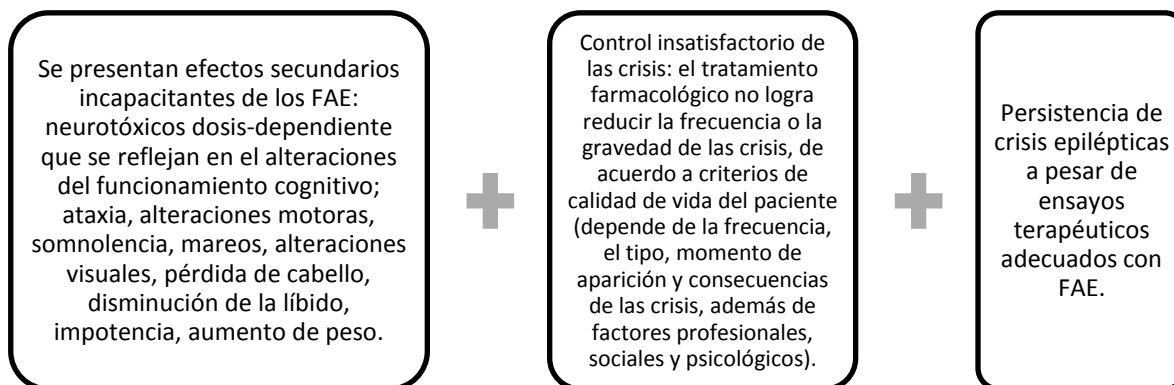 Se presentan efectos secundarios
incapacitantes de los FAE:
neurotóxicos dosis-dependiente
que se reflejan en el alteraciones
del funcionamiento cognitivo;
ataxia, alteraciones motoras,
somnolencia, mareos, alteraciones
visuales, pérdida de cabello,
disminución de la líbido,
impotencia, aumento de peso.
Control insatisfactorio de
las crisis: el tratamiento
farmacológico no logra
reducir la frecuencia o la
gravedad de las crisis, de
acuerdo a criterios de
calidad de vida del paciente
(depende de la frecuencia,
el tipo, momento de
aparición y consecuencias
de las crisis, además de
factores profesionales,
sociales y psicológicos).
Persistencia de
crisis epilépticas
a pesar de
ensayos
terapéuticos
adecuados con
FAE.